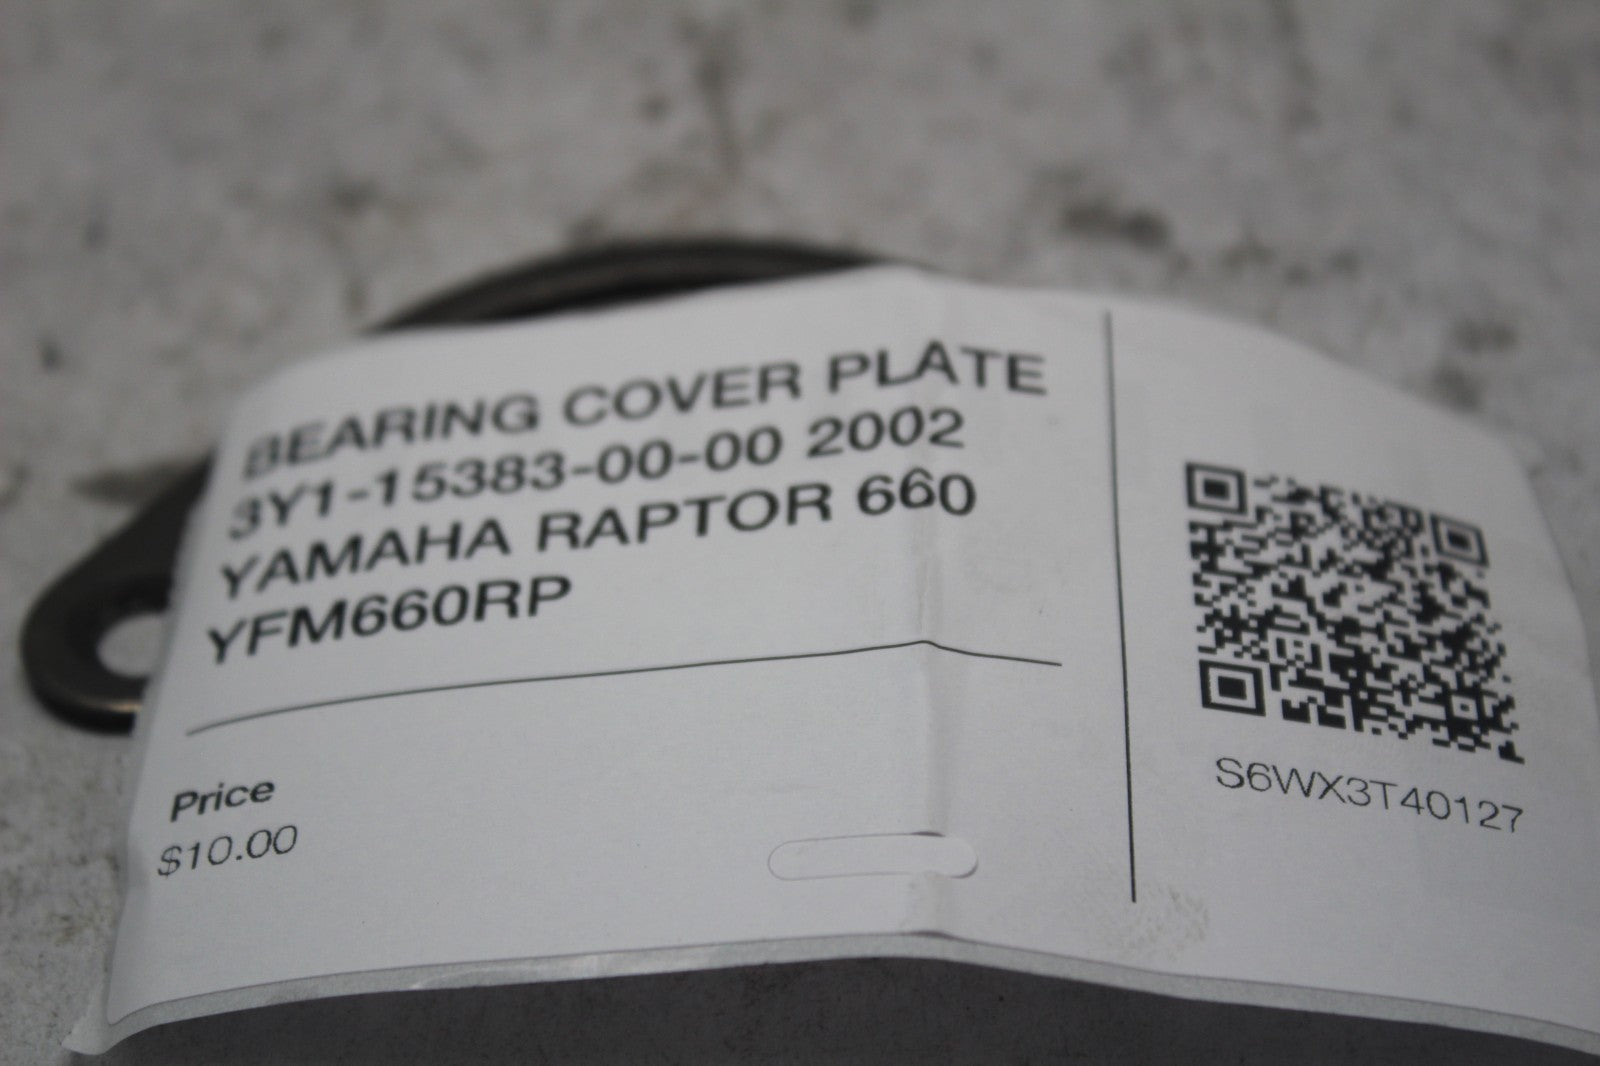 BEARING COVER PLATE
3Y1-15383-00-00 2002
YAMAHA RAPTOR 660
YFM660RP
Price
$10.00
S6WX3T40127